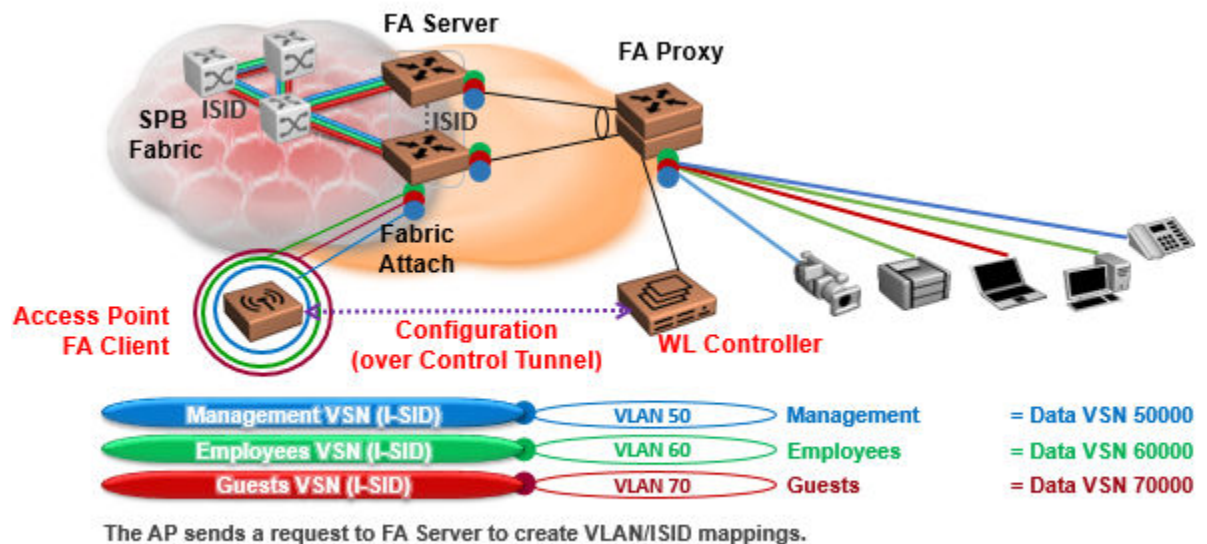 FA Server
FA Proxy
ISID
ISID
SPB
Fabric
Fabric
Attach
Access Point
FA Client
Configuration
(over Control Tunnel)
WL Controller
Management VSN (I-SID) VLAN 50 Management = Data VSN 50000
Employees VSN (I-SID) VLAN 60 Employees = Data VSN 60000
Guests VSN (I-SID) VLAN 70 Guests = Data VSN 70000
The AP sends a request to FA Server to create VLAN/ISID mappings.